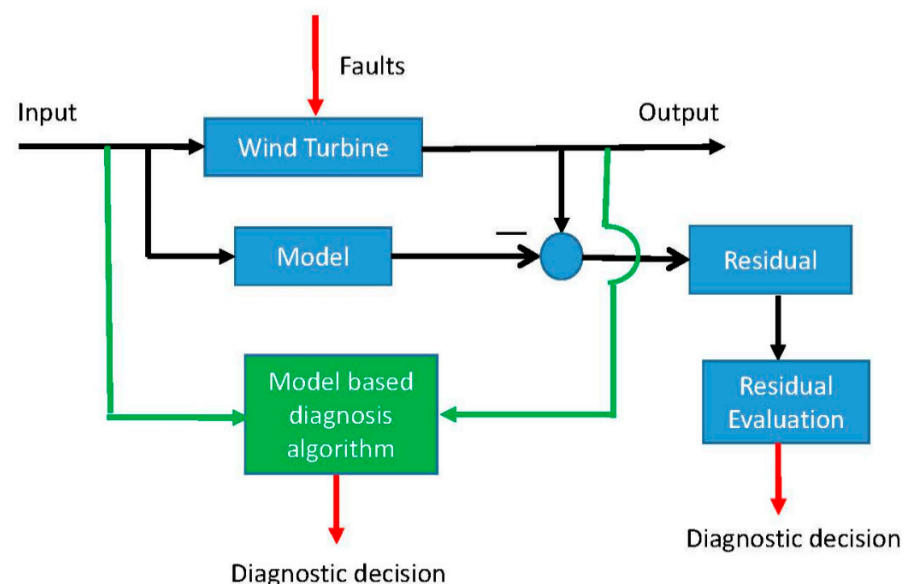 Faults
Input
Output
Wind Turbine
—
Model
Residual
Model based
diagnosis
algorithm
Residual
Evaluation
Diagnostic decision
Diagnostic decision